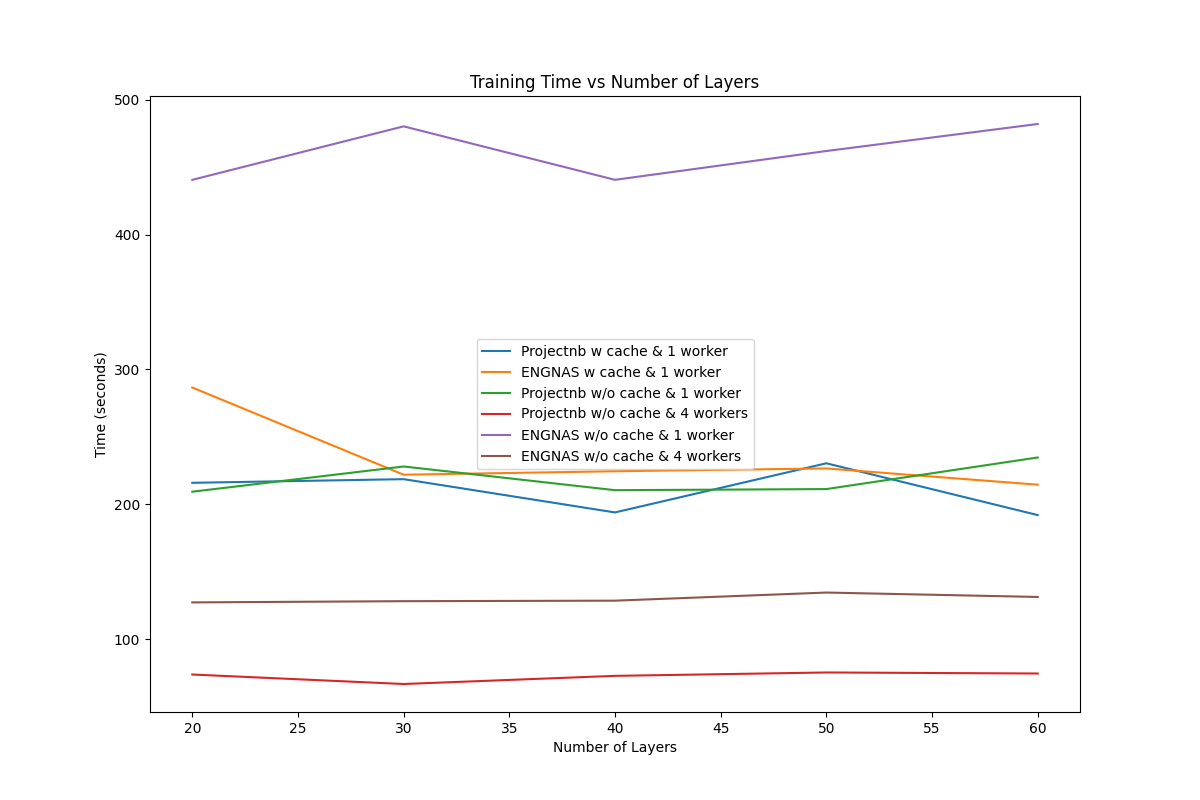 Training Time vs Number of Layers
500
400
300
200
100
Time (seconds)
Projectnb w cache & 1 worker
ENGNAS w cache & 1 worker
Projectnb w/o cache & 1 worker
Projectnb w/o cache & 4 workers
ENGNAS w/o cache & 1 worker
ENGNAS w/o cache & 4 workers
20 25 30 35 40 45 50 55 60
Number of Layers